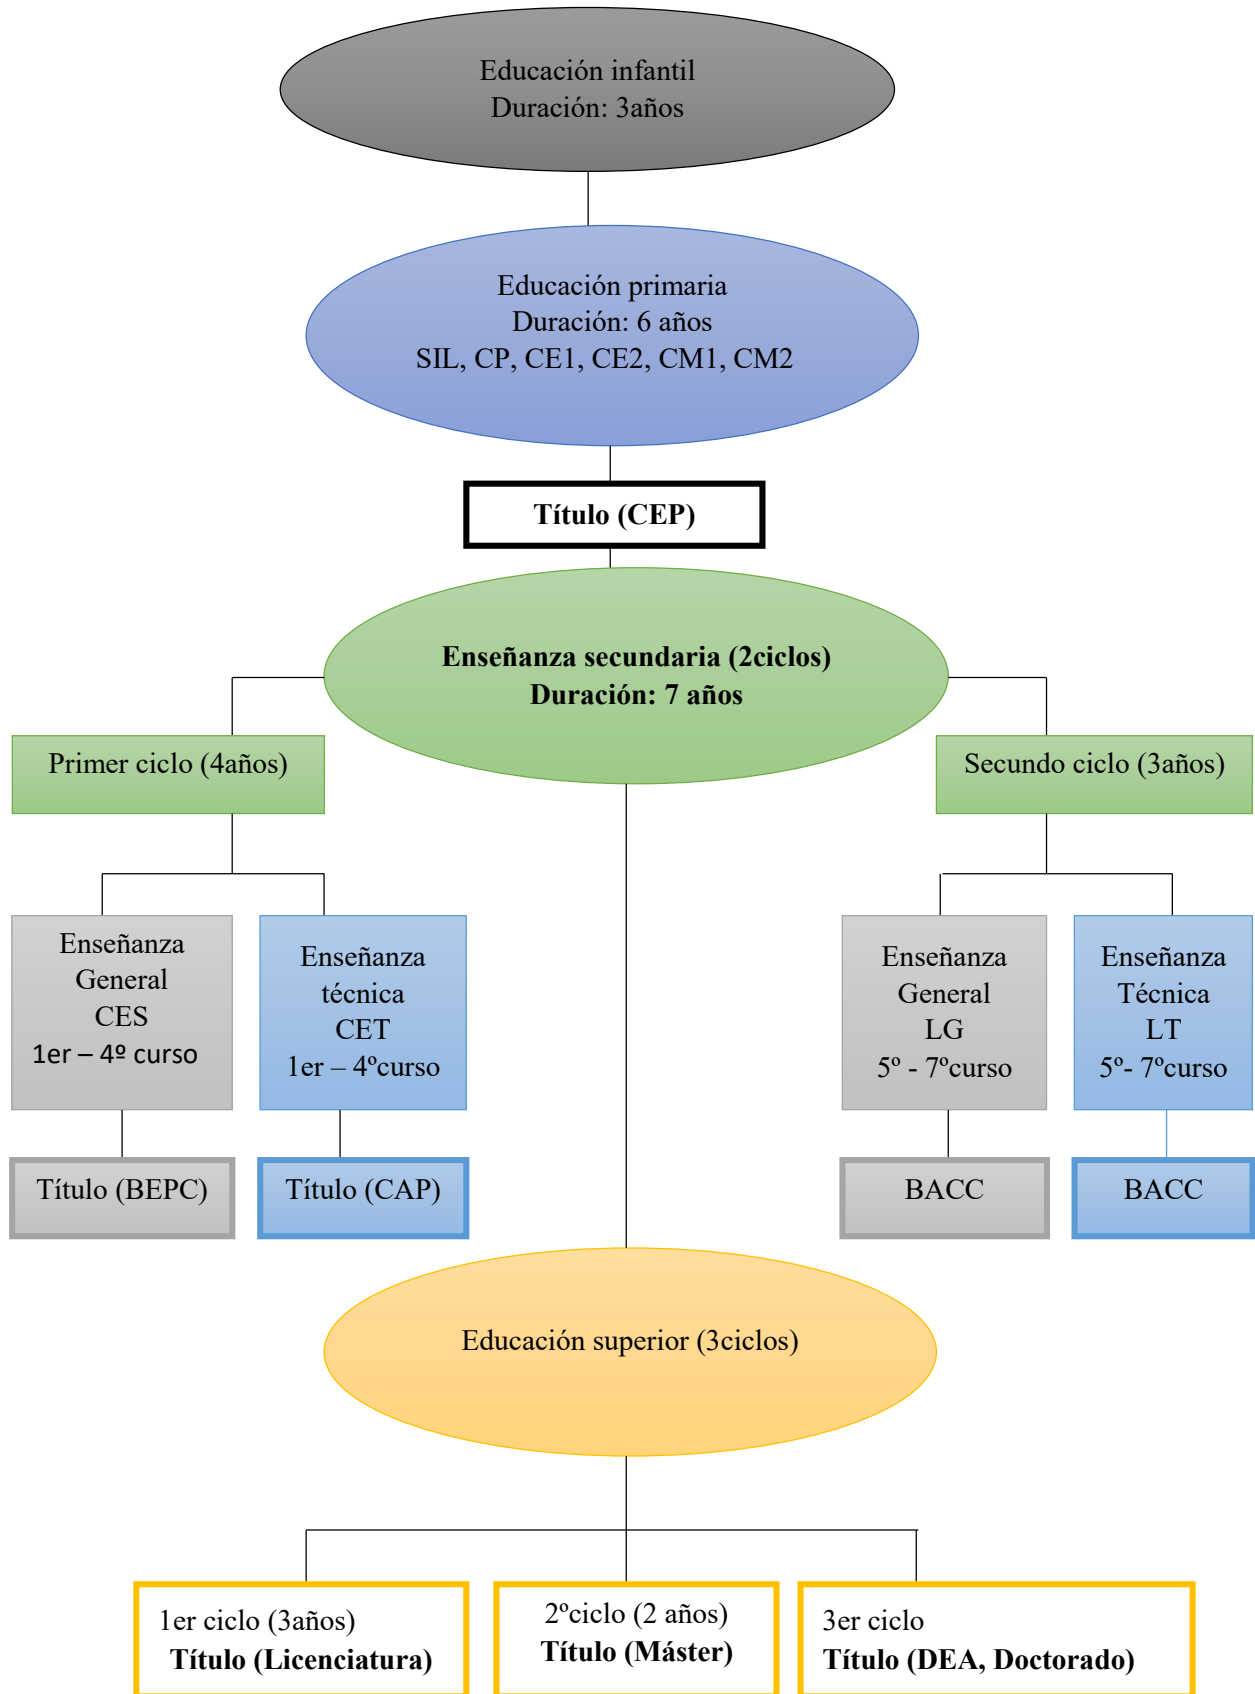 Educación infantil
Duración: 3años
Educación primaria
Duración: 6 años
SIL, CP, CE1, CE2, CM1, CM2
Título (CEP)
Enseñanza secundaria (2ciclos)
Duración: 7 años
Primer ciclo (4años)
Secundo ciclo (3años)
Enseñanza
General
CES
1er – 4º curso
Enseñanza
técnica
CET
1er – 4ºcurso
Enseñanza
General
LG
5º - 7ºcurso
Enseñanza
Técnica
LT
5º- 7ºcurso
Título (BEPC)
Título (CAP)
BACC
BACC
Educación superior (3ciclos)
1er ciclo (3años)
Título (Licenciatura)
2ºciclo (2 años)
Título (Máster)
3er ciclo
Título (DEA, Doctorado)